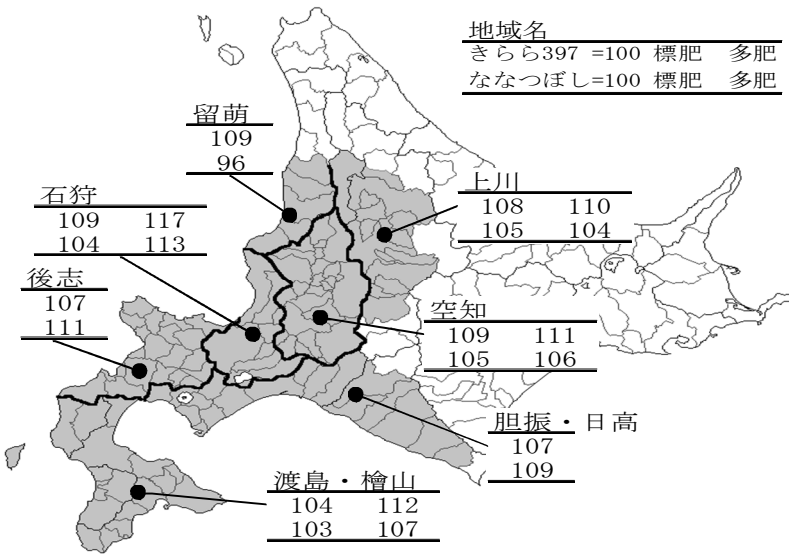 地域名
きらら397 =100 標肥 多肥
ななつぼし=100 標肥 多肥
留萌
109
96
石狩
109 117
104 113
上川
108 110
105 104
後志
107
111
空知
109 111
105 106
胆振・日高
107
109
渡島・檜山
104 112
103 107